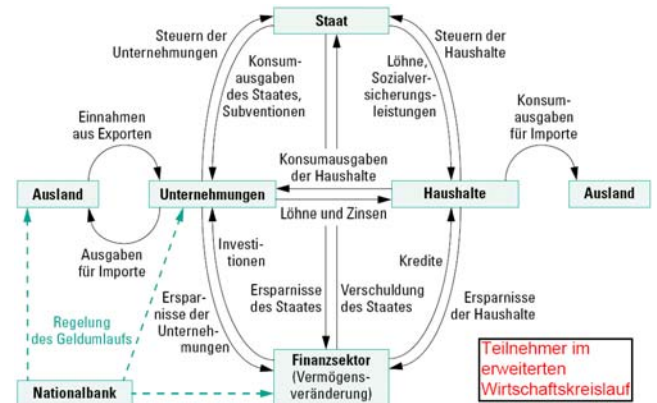 Staat
Steuern der
Unternehmungen
Konsum-
ausgaben
des Staates,
Subventionen
Löhne,
Sozialver-
sicherungs-
leistungen
Steuern der
Haushalte
Einnahmen
aus Exporten
Konsum-
ausgaben
für Importe
Konsumausgaben
der Haushalte
Ausland
Unternehmungen
Haushalte
Ausland
Löhne und Zinsen
Ausgaben
für Importe
Investi-
tionen
Kredite
Regelung
des Geldumlaufs
Erspar-
nisse der
Unterneh-
mungen
Ersparnisse
des Staates
Verschuldung
des Staates
Ersparnisse
der Haushalte
Finanzsektor
(Vermögens-
veränderung)
Nationalbank
Teilnehmer im
erweiterten
Wirtschaftskreislauf